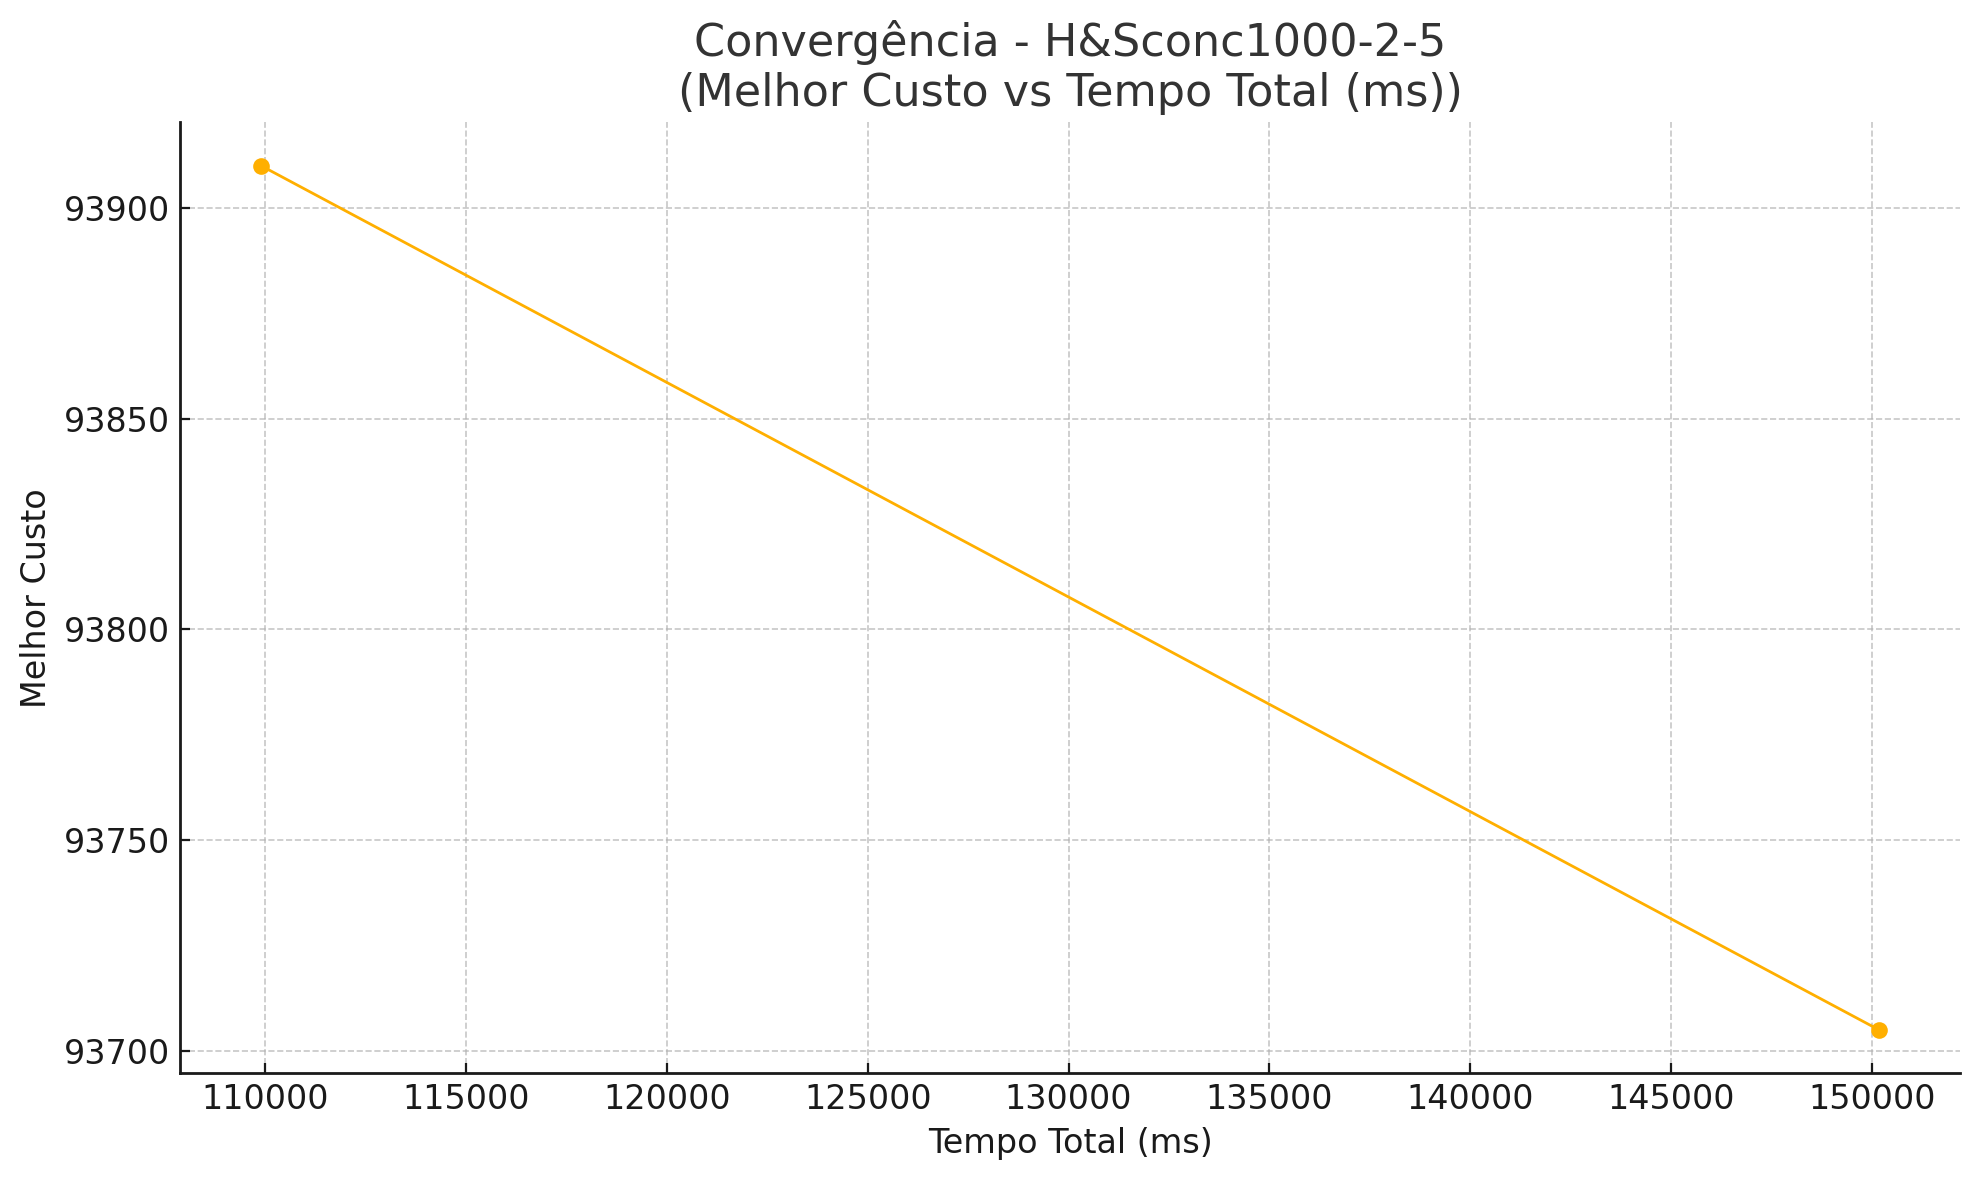 Convergência - H&Sconc1000-2-5
(Melhor Custo vs Tempo Total (ms))
93900
93850
93800
93750
93700
Melhor Custo
110000 115000 120000 125000 130000 135000 140000 145000 150000
Tempo Total (ms)